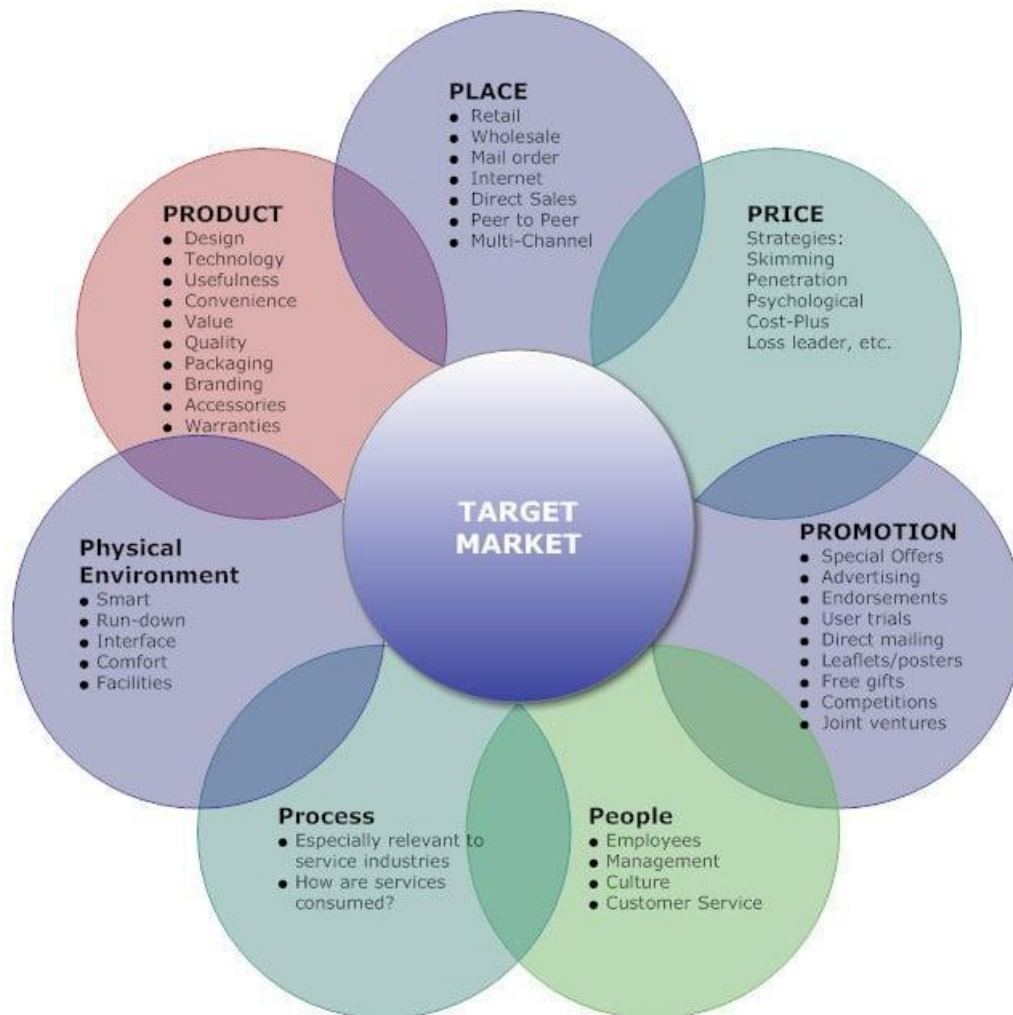 PLACE
● Retail
● Wholesale
● Mail order
● Internet
● Direct Sales
● Peer to Peer
● Multi-Channel
PRODUCT
● Design
● Technology
● Usefulness
● Convenience
● Value
● Quality
● Packaging
● Branding
● Accessories
● Warranties
PRICE
Strategies:
Skimming
Penetration
Psychological
Cost-Plus
Loss leader, etc.
TARGET
MARKET
Physical
Environment
● Smart
● Run-down
● Interface
● Comfort
● Facilities
PROMOTION
● Special Offers
● Advertising
● Endorsements
● User trials
● Direct mailing
● Leaflets/posters
● Free gifts
● Competitions
● Joint ventures
Process
● Especially relevant to
service industries
● How are services
consumed?
People
● Employees
● Management
● Culture
● Customer Service